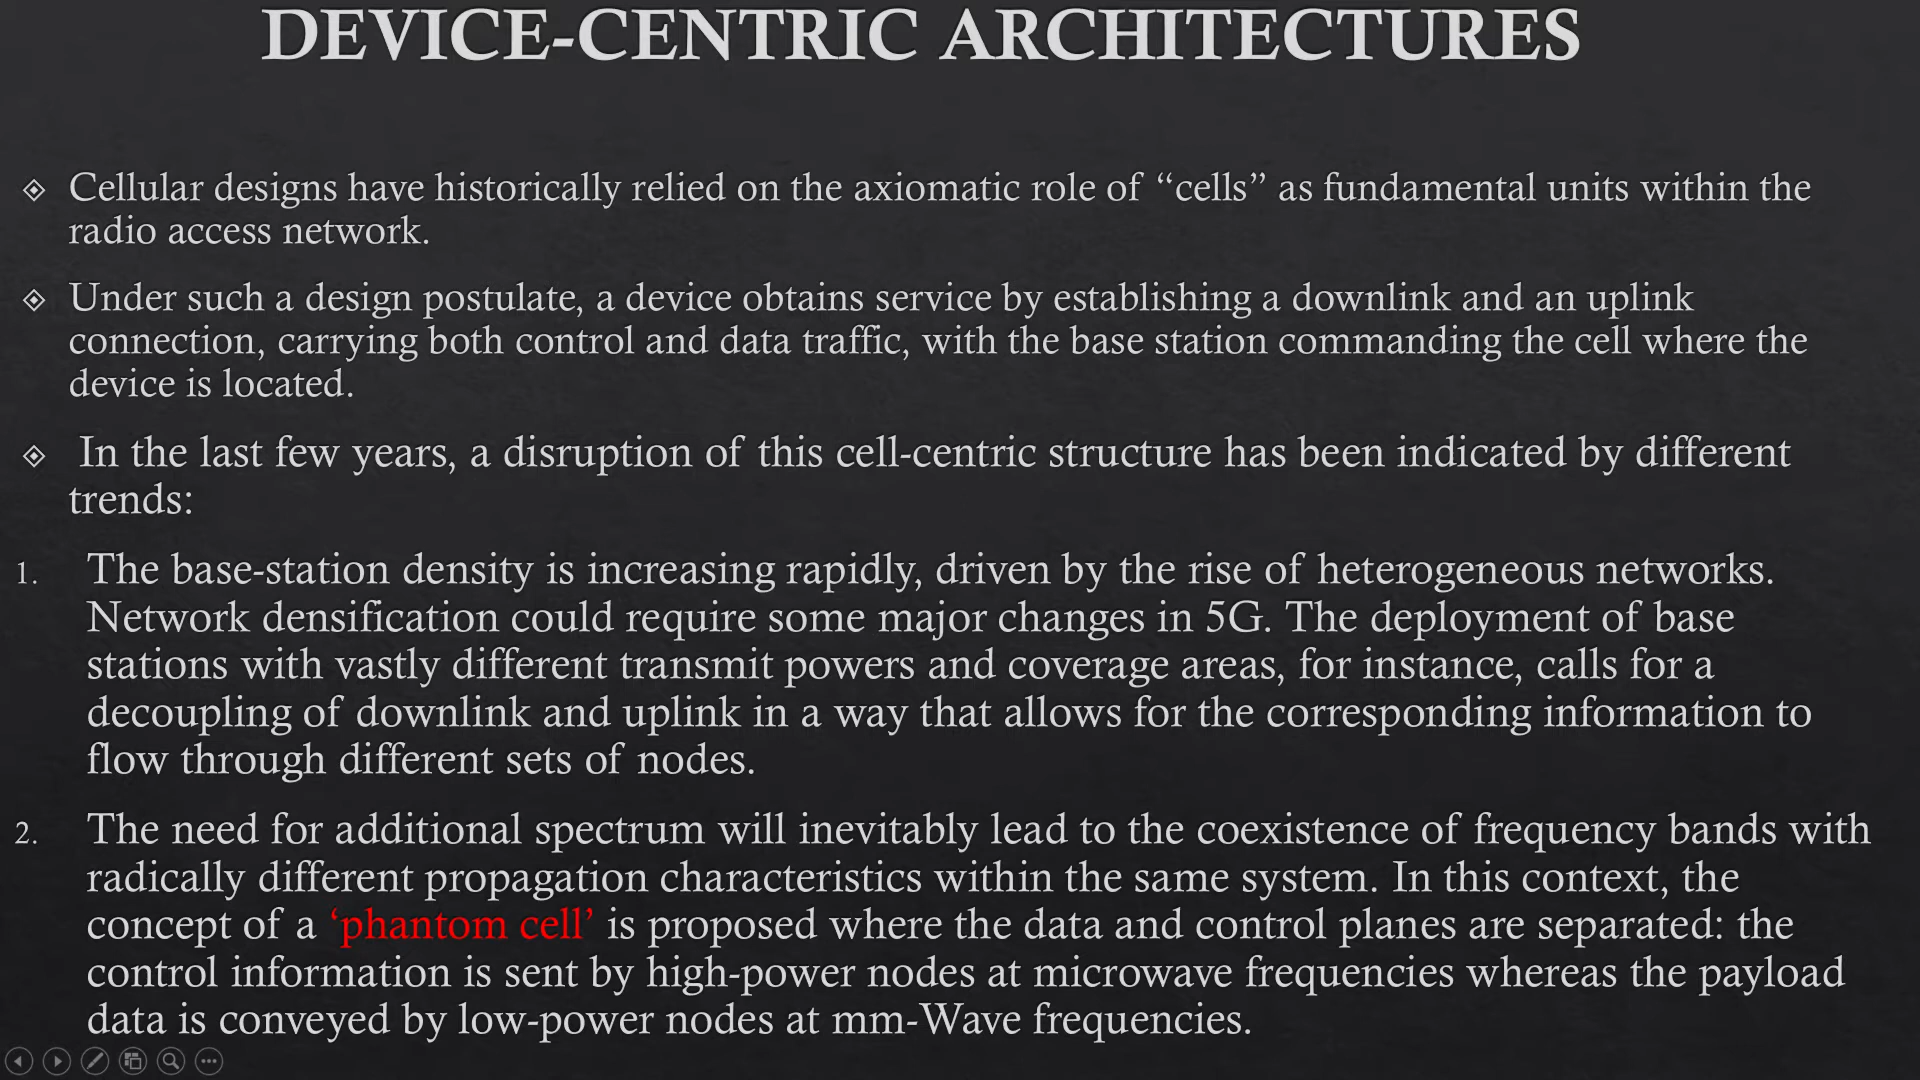 DEVICE-CENTRIC ARCHITECTURES
Cellular designs have historically relied on the axiomatic role of “cells” as fundamental units within the
radio access network.
Under such a design postulate, a device obtains service by establishing a downlink and an uplink
connection, carrying both control and data traffic, with the base station commanding the cell where the
device is located.
In the last few years, a disruption of this cell-centric structure has been indicated by different
trends:
1. The base-station density is increasing rapidly, driven by the rise of heterogeneous networks.
Network densification could require some major changes in 5G. The deployment of base
stations with vastly different transmit powers and coverage areas, for instance, calls for a
decoupling of downlink and uplink in a way that allows for the corresponding information to
flow through different sets of nodes.
2. The need for additional spectrum will inevitably lead to the coexistence of frequency bands with
radically different propagation characteristics within the same system. In this context, the
concept of a ‘phantom cell’ is proposed where the data and control planes are separated: the
control information is sent by high-power nodes at microwave frequencies whereas the payload
data is conveyed by low-power nodes at mm-Wave frequencies.